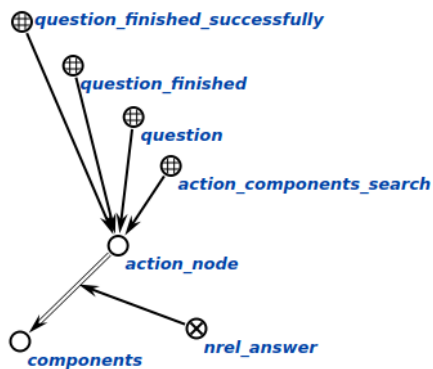 question_finished_successfully
question_finished
question
action_components_search
action_node
nrel_answer
components